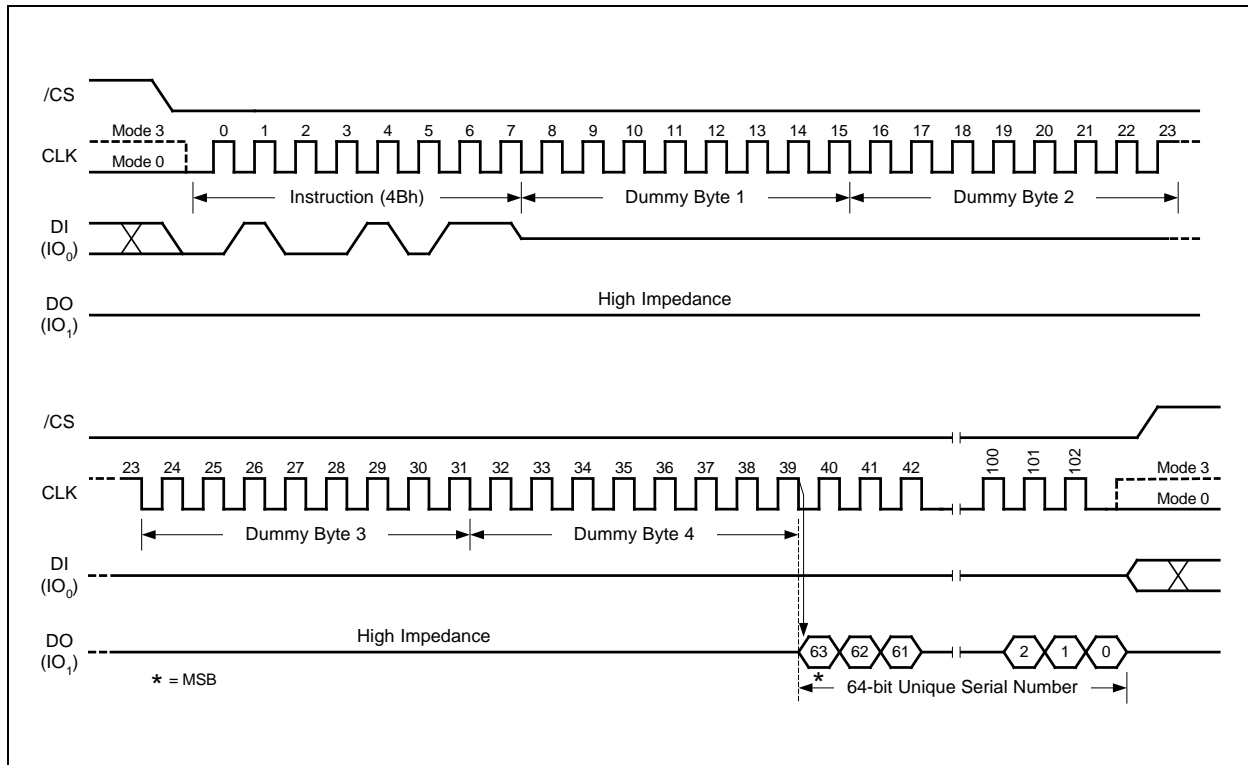 /CS
Mode 3
0 1 2 3 4 5 6 7 8 9 10 11 12 13 14 15 16 17 18 19 20 21 22 23
CLK
Mode 0
Instruction (4Bh)
Dummy Byte 1
Dummy Byte 2
DI
(IO0)
High Impedance
DO
(IO1)
/CS
23 24 25 26 27 28 29 30 31 32 33 34 35 36 37 38 39 40 41 42 100 101 102
Mode 3
CLK
Mode 0
Dummy Byte 3
Dummy Byte 4
DI
(IO0)
High Impedance
DO
(IO1)
63 62 61 2 1 0
* = MSB
*
64-bit Unique Serial Number